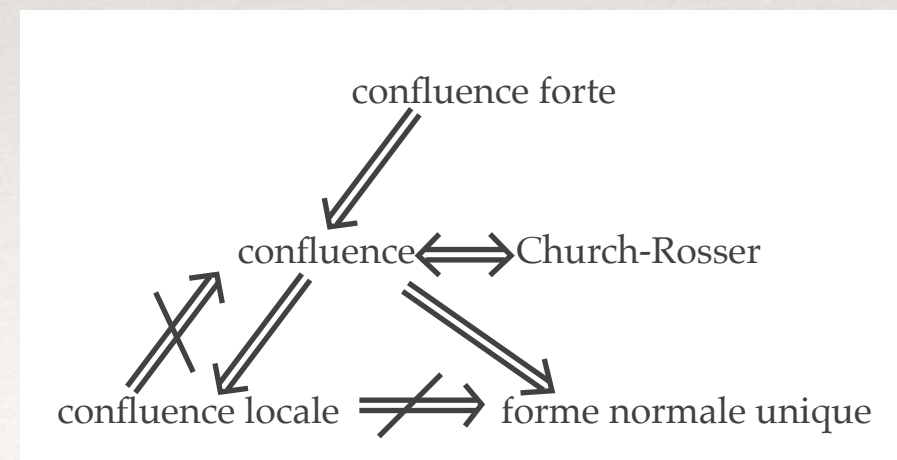 confluence forte
confluence Church-Rosser
confluence locale forme normale unique